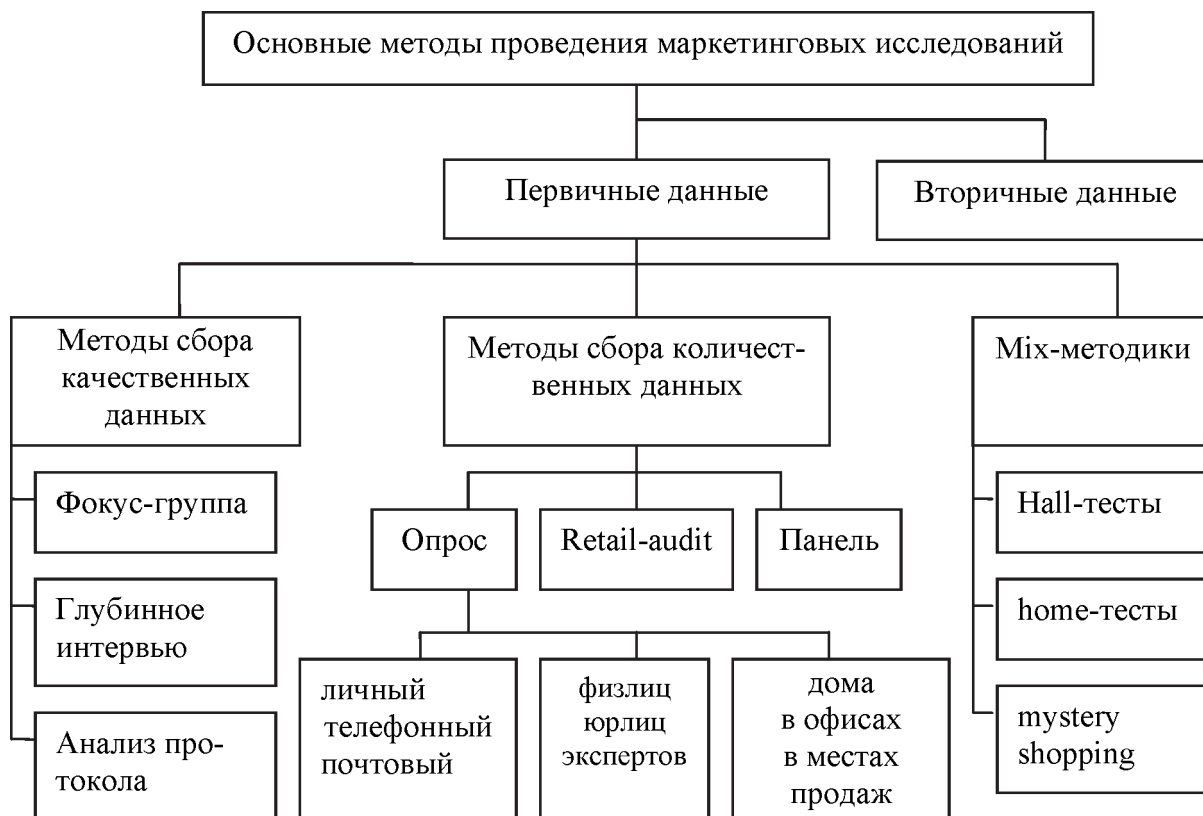 Основные методы проведения маркетинговых исследований
Первичные данные
Вторичные данные
Методы сбора
качественных
данных
Методы сбора количест-
венных данных
Mix-методики
Фокус-группа
Глубинное
интервью
Анализ про-
токола
Опрос
Retail-audit
Панель
личный
телефонный
почтовый
физлиц
юрлиц
экспертов
дома
в офисах
в местах
продаж
Hall-тесты
home-тесты
mystery
shopping